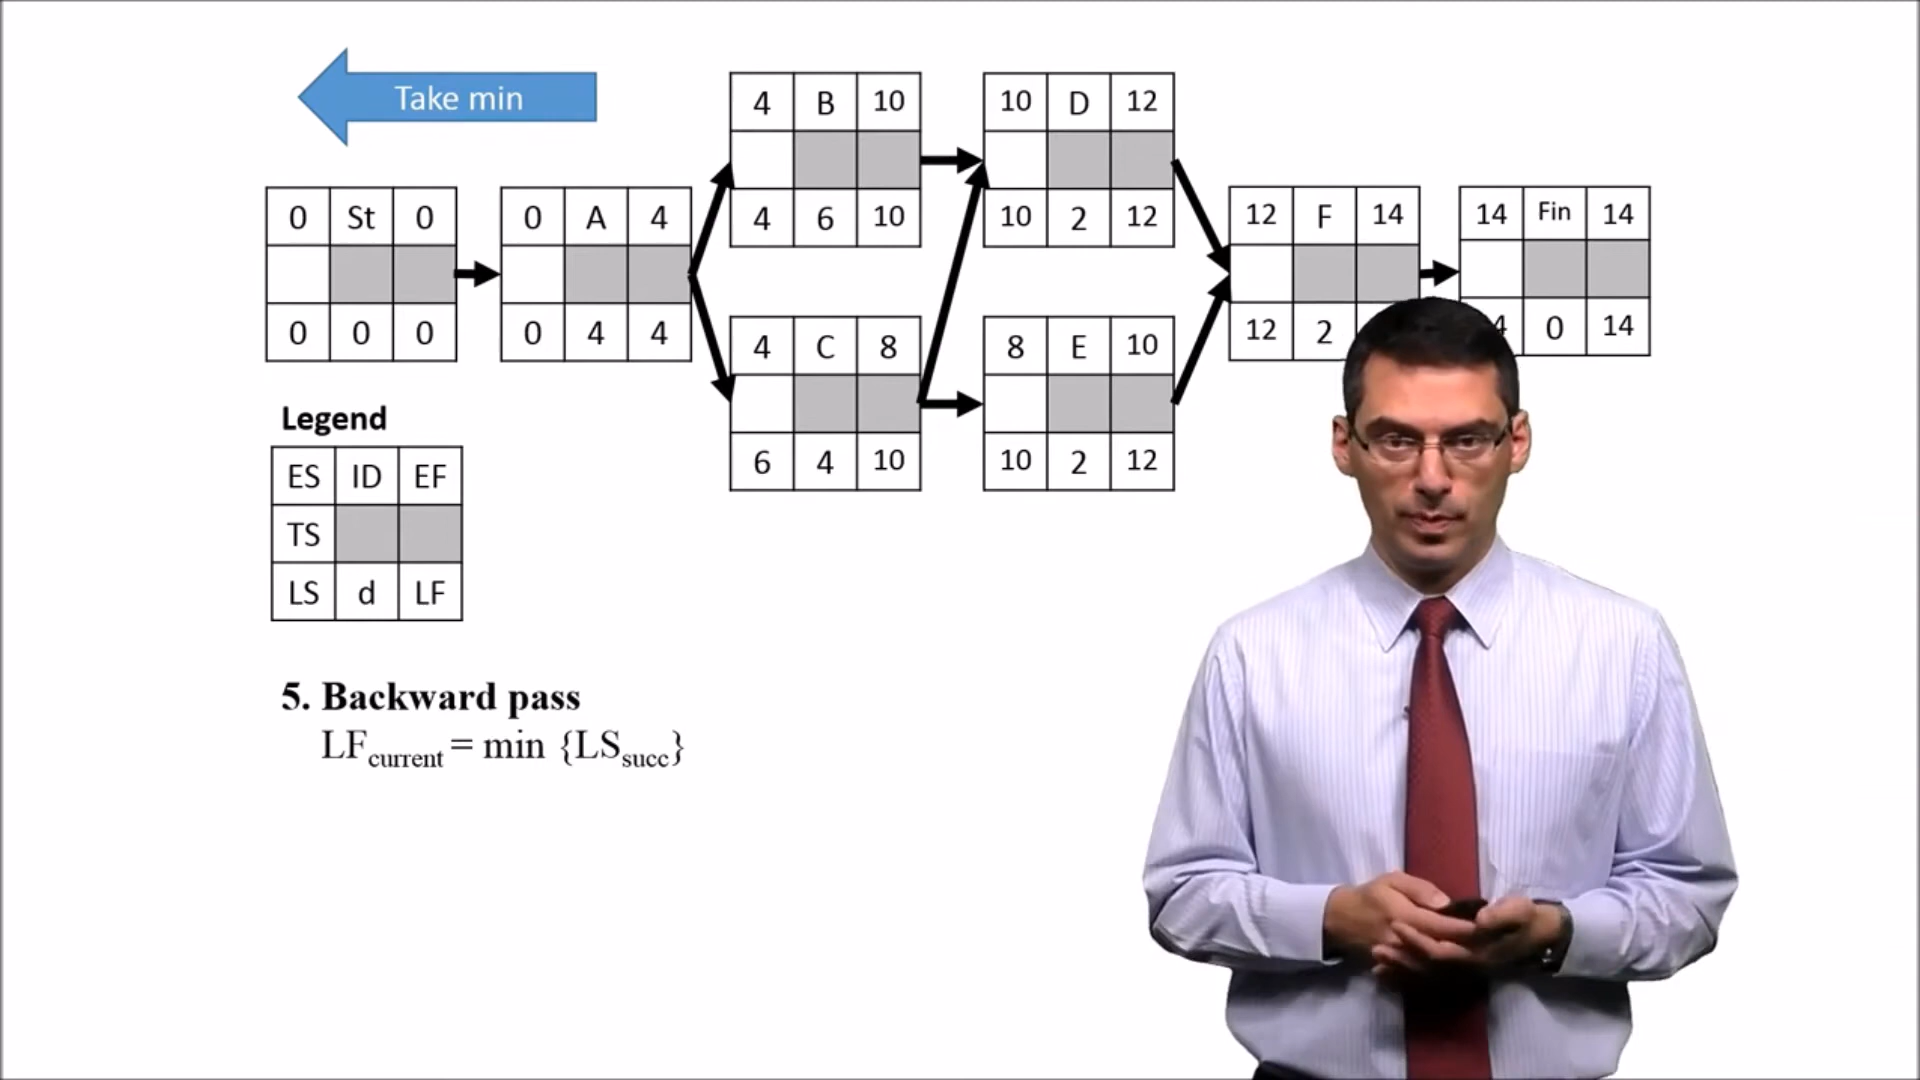 Take min
4 B 10
4 6 10
10 D 12
10 2 12
0 St 0
0 0 0
0 A 4
0 4 4
4 C 8
6 4 10
8 E 10
10 2 12
12 F 14
12 2
14 Fin 14
4 0 14
Legend
ES ID EF
TS
LS d LF
5. Backward pass
LFcurrent = min {LSsucc}